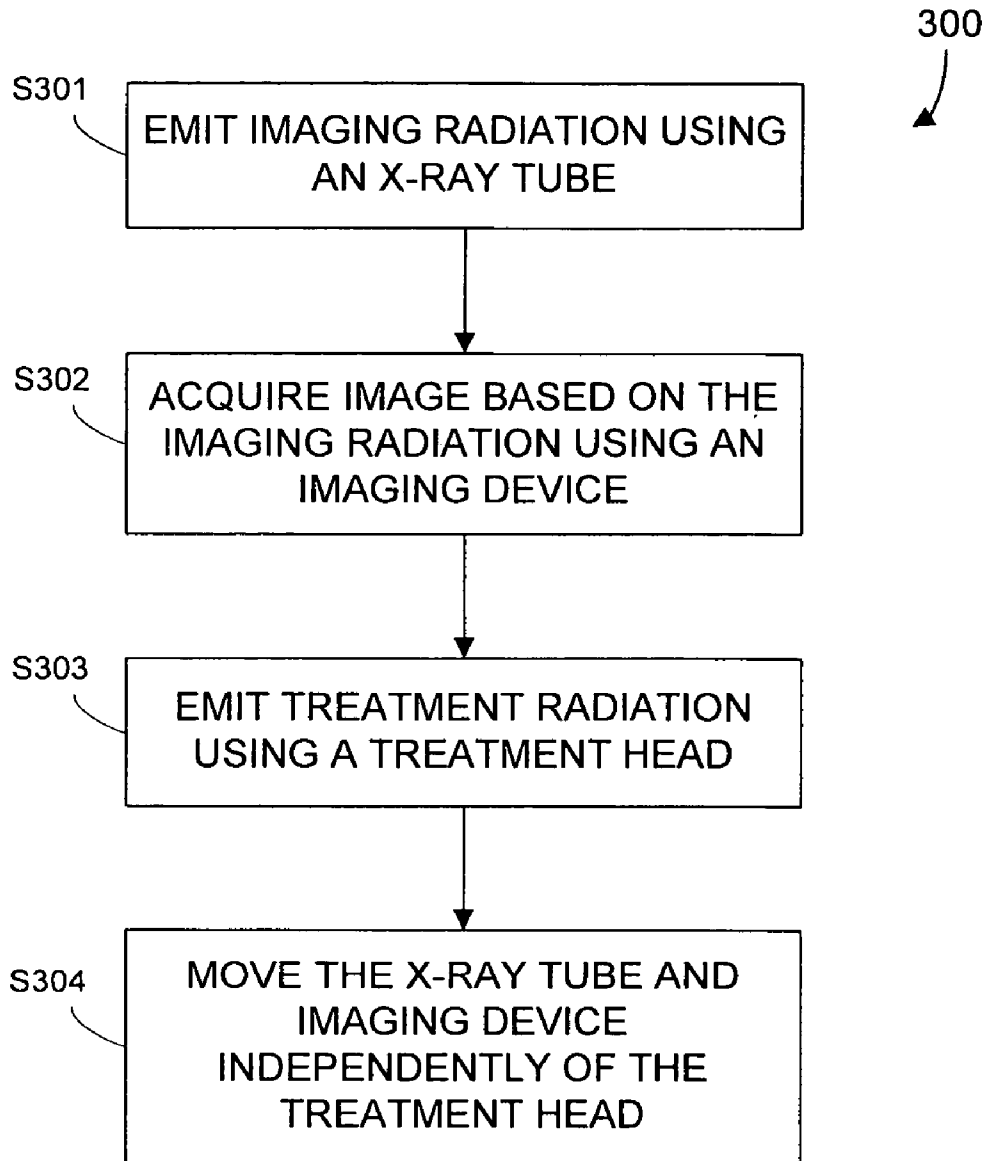 300
S301
EMIT IMAGING RADIATION USING
AN X-RAY TUBE
S302
ACQUIRE IMAGE BASED ON THE
IMAGING RADIATION USING AN
IMAGING DEVICE
S303
EMIT TREATMENT RADIATION
USING A TREATMENT HEAD
S304
MOVE THE X-RAY TUBE AND
IMAGING DEVICE
INDEPENDENTLY OF THE
TREATMENT HEAD